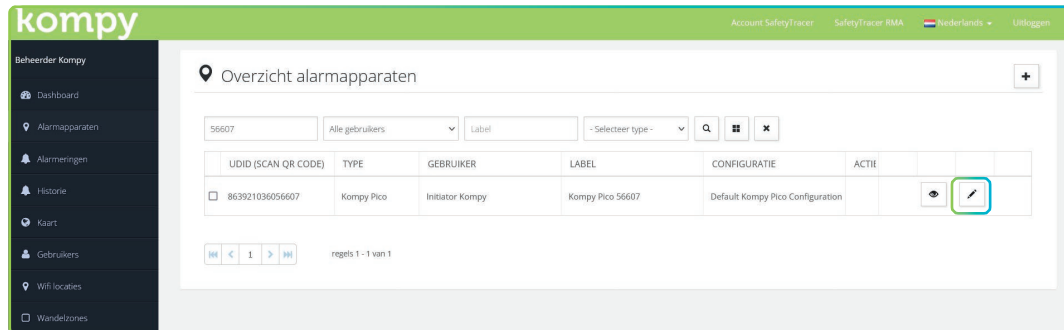 kompy
Account SafetyTracer SafetyTracer RMA Nederlands Uitloggen
Beheerder Kompy
Dashboard
Alarmapparaten
Alarmeringen
Historie
Kaart
Gebruikers
Wifi locaties
Wandelzones
Overzicht alarmapparaten
56607 Alle gebruikers Label - Selecteer type -
UDID (SCAN QR CODE) TYPE GEBRUIKER LABEL CONFIGURATIE ACTIE
863921036056607 Kompy Pico Initiator Kompy Kompy Pico 56607 Default Kompy Pico Configuration
1 regels 1 - 1 van 1